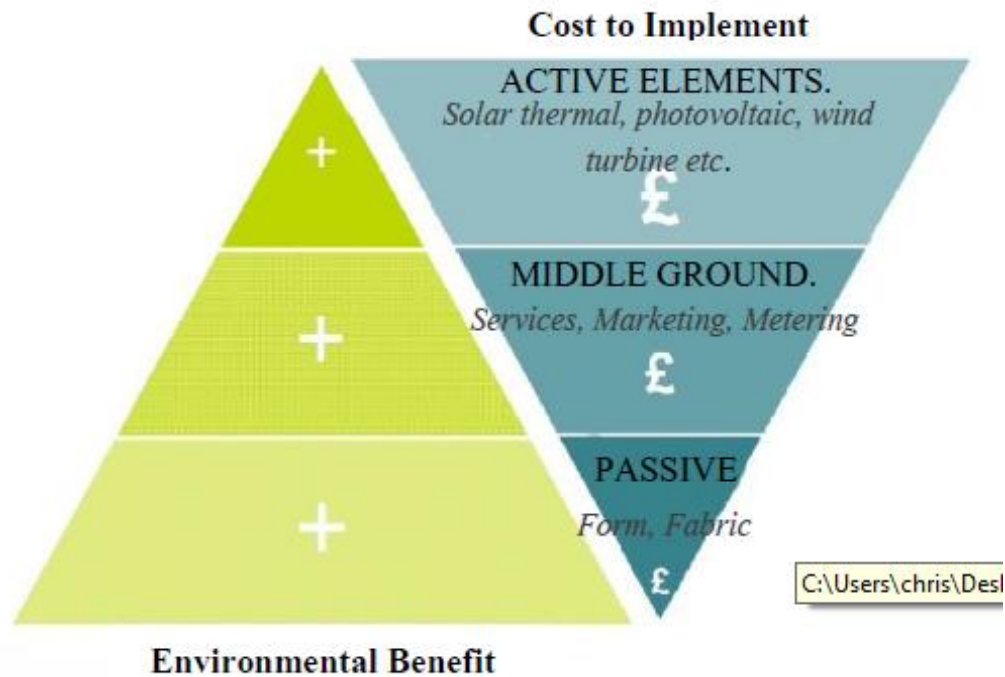 Cost to Implement
ACTIVE ELEMENTS.
Solar thermal, photovoltaic, wind
turbine etc.
£
+
MIDDLE GROUND.
Services, Marketing, Metering
£
+
PASSIVE
Form, Fabric
£
+
C:\Users\chris\Des
Environmental Benefit